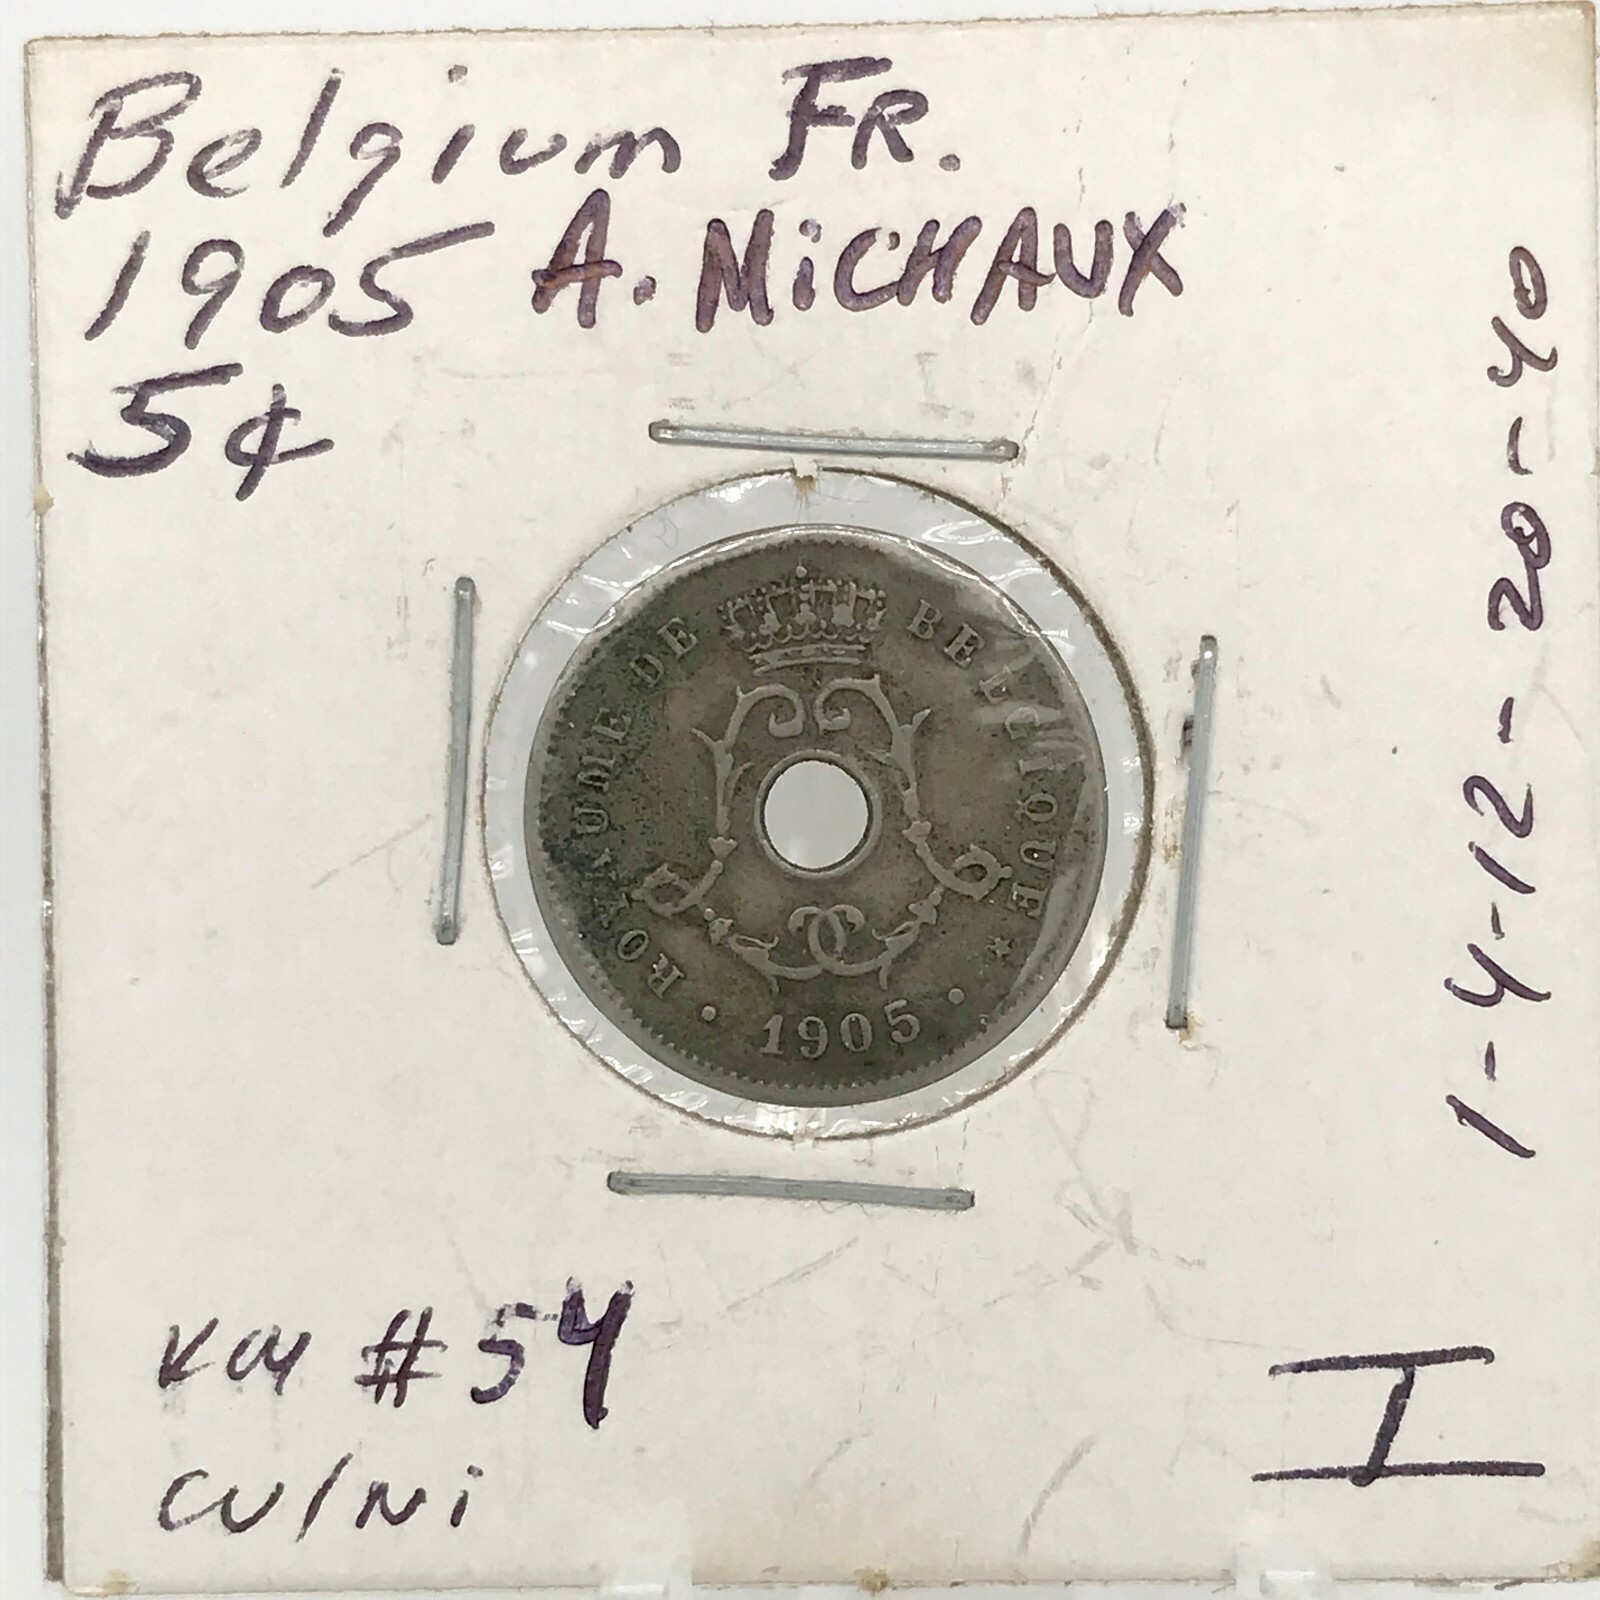 Belgium FR.
1905 A. MiCHAUX
5¢
ROYAUME DE BELGIQUE
1905
KM #54
CU/Ni
1-4-12-20-40
I